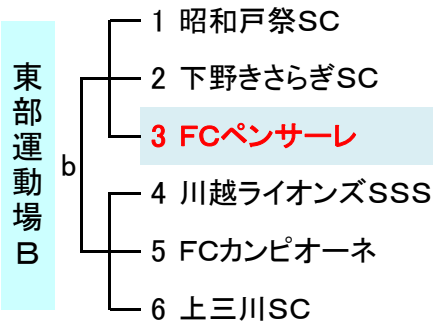 東部運動場B
b
1 昭和戸祭SC
2 下野きさらぎSC
3 FCペンサーレ
4 川越ライオンズSSS
5 FCカンピオーネ
6 上三川SC